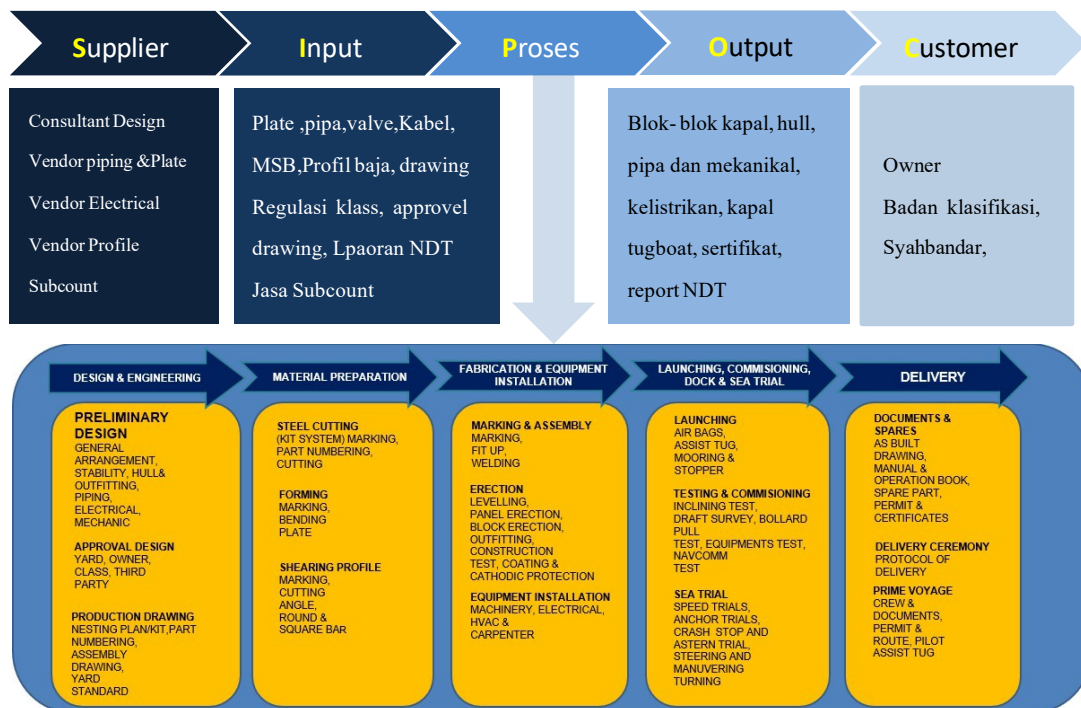 Supplier
Input
Proses
Output
Customer
Consultant Design
Vendor piping &Plate
Vendor Electrical
Vendor Profile
Subcount
Plate ,pipa,valve,Kabel,
MSB,Profil baja, drawing
Regulasi klass, approvel
drawing, Lpaoran NDT
Jasa Subcount
Blok- blok kapal, hull,
pipa dan mekanikal,
kelistrikan, kapal
tugboat, sertifikat,
report NDT
Owner
Badan klasifikasi,
Syahbandar,
DESIGN & ENGINEERING
MATERIAL PREPARATION
FABRICATION & EQUIPMENT
INSTALLATION
LAUNCHING, COMMISIONING,
DOCK & SEA TRIAL
DELIVERY
PRELIMINARY
DESIGN
GENERAL
ARRANGEMENT,
STABILITY, HULL&
OUTFITTING,
PIPING,
ELECTRICAL,
MECHANIC
APPROVAL DESIGN
YARD, OWNER,
CLASS, THIRD
PARTY
PRODUCTION DRAWING
NESTING PLAN/KIT,PART
NUMBERING,
ASSEMBLY
DRAWING,
YARD
STANDARD
STEEL CUTTING
(KIT SYSTEM) MARKING,
PART NUMBERING,
CUTTING
FORMING
MARKING,
BENDING
PLATE
SHEARING PROFILE
MARKING,
CUTTING
ANGLE,
ROUND &
SQUARE BAR
MARKING & ASSEMBLY
MARKING,
FIT UP,
WELDING
ERECTION
LEVELLING,
PANEL ERECTION,
BLOCK ERECTION,
OUTFITTING,
CONSTRUCTION
TEST, COATING &
CATHODIC PROTECTION
EQUIPMENT INSTALLATION
MACHINERY, ELECTRICAL,
HVAC &
CARPENTER
LAUNCHING
AIR BAGS,
ASSIST TUG,
MOORING &
STOPPER
TESTING & COMMISIONING
INCLINING TEST,
DRAFT SURVEY, BOLLARD
PULL
TEST, EQUIPMENTS TEST,
NAVCOMM
TEST
SEA TRIAL
SPEED TRIALS,
ANCHOR TRIALS,
CRASH STOP AND
ASTERN TRIAL,
STEERING AND
MANUVERING
TURNING
DOCUMENTS &
SPARES
AS BUILT
DRAWING,
MANUAL &
OPERATION BOOK,
SPARE PART,
PERMIT &
CERTIFICATES
DELIVERY CEREMONY
PROTOCOL OF
DELIVERY
PRIME VOYAGE
CREW &
DOCUMENTS,
PERMIT &
ROUTE, PILOT
ASSIST TUG